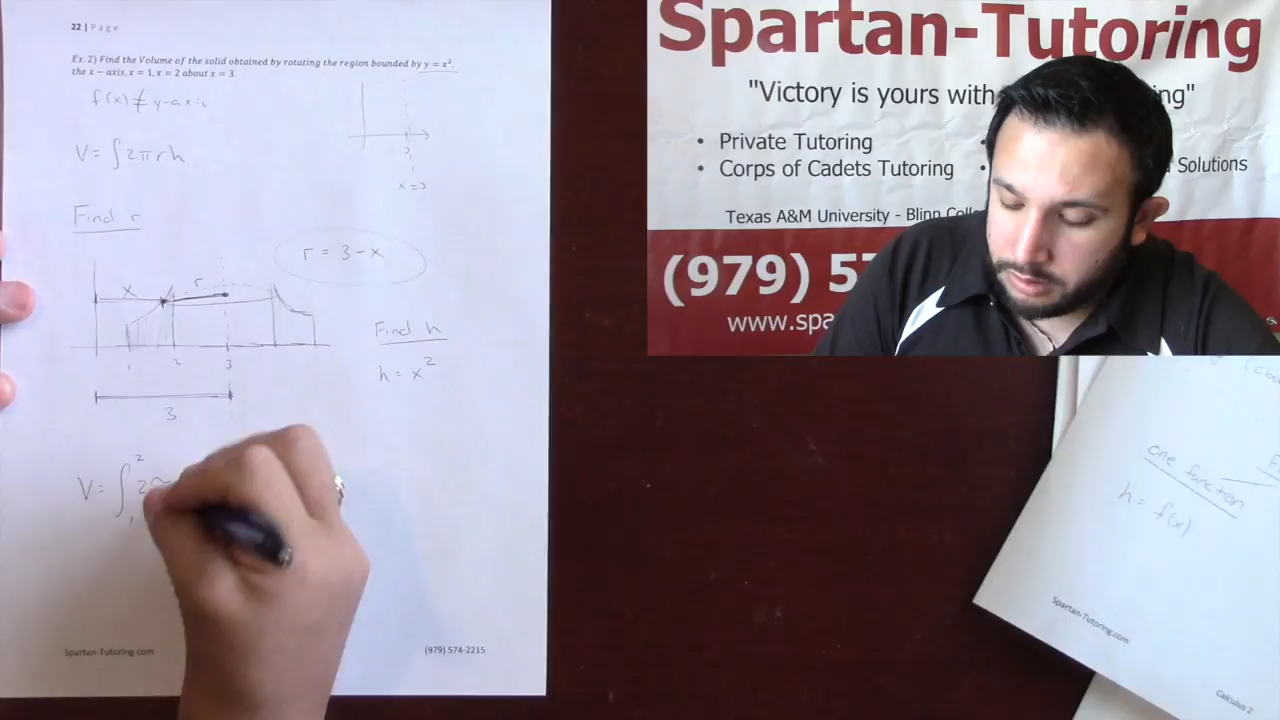 22 | Page
Ex. 2) Find the Volume of the solid obtained by rotating the region bounded by y = x²,
the x − axis, x = 1, x = 2 about x = 3.
f(x) ≠ y-axis
V = ∫ 2πrh
3
x = 3
Find r
r = 3 - x
x r
1 2 3
3
Find h
h = x²
V = ∫₁² 2π
Spartan-Tutoring.com
(979) 574-2215
Spartan-Tutoring
"Victory is yours with
• Private Tutoring
• Corps of Cadets Tutoring
Solutions
Texas A&M University - Blinn
(979) 57
www.spa
one function
h = f(x)
Spartan-Tutoring.com
Calculus 2